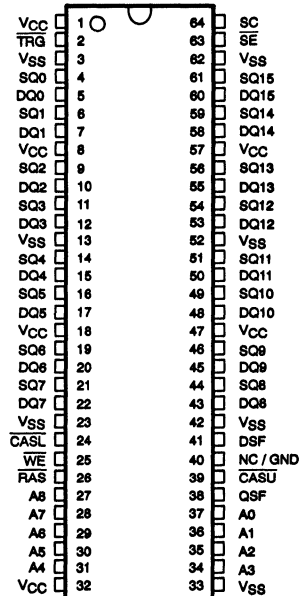 VCC 1 64 SC
TRG 2 63 SE
VSS 3 62 VSS
SQ0 4 61 SQ15
DQ0 5 60 DQ15
SQ1 6 59 SQ14
DQ1 7 58 DQ14
VCC 8 57 VCC
SQ2 9 56 SQ13
DQ2 10 55 DQ13
SQ3 11 54 SQ12
DQ3 12 53 DQ12
VSS 13 52 VSS
SQ4 14 51 SQ11
DQ4 15 50 DQ11
SQ5 16 49 SQ10
DQ5 17 48 DQ10
VCC 18 47 VCC
SQ6 19 46 SQ9
DQ6 20 45 DQ9
SQ7 21 44 SQ8
DQ7 22 43 DQ8
VSS 23 42 VSS
CASL 24 41 DSF
WE 25 40 NC / GND
RAS 26 39 CASU
A8 27 38 QSF
A7 28 37 A0
A6 29 36 A1
A5 30 35 A2
A4 31 34 A3
VCC 32 33 VSS